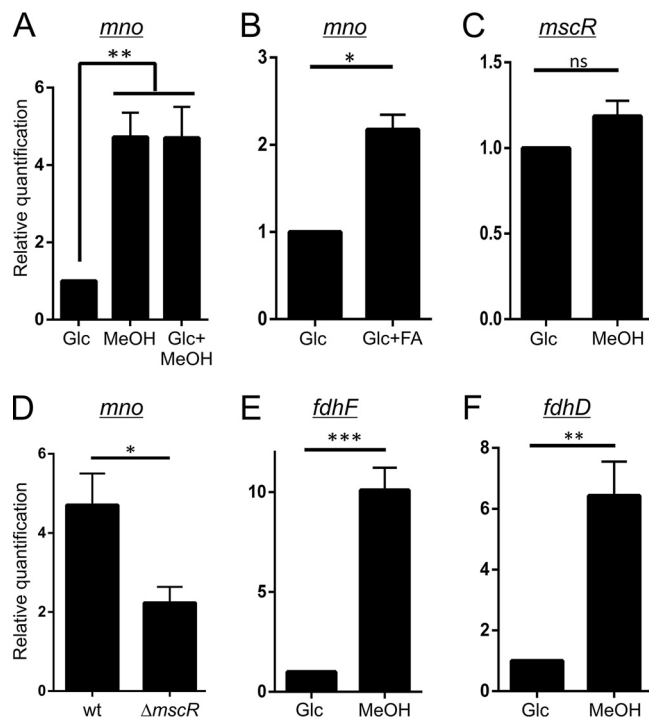 A
mno
**
Relative quantification
6
4
2
0
Glc
MeOH
Glc+
MeOH
B
mno
*
3
2
1
0
Glc
Glc+FA
C
mscR
ns
1.5
1.0
0.5
0.0
Glc
MeOH
D
mno
*
Relative quantification
6
4
2
0
wt
ΔmscR
E
fdhF
***
10
5
0
Glc
MeOH
F
fdhD
**
8
6
4
2
0
Glc
MeOH